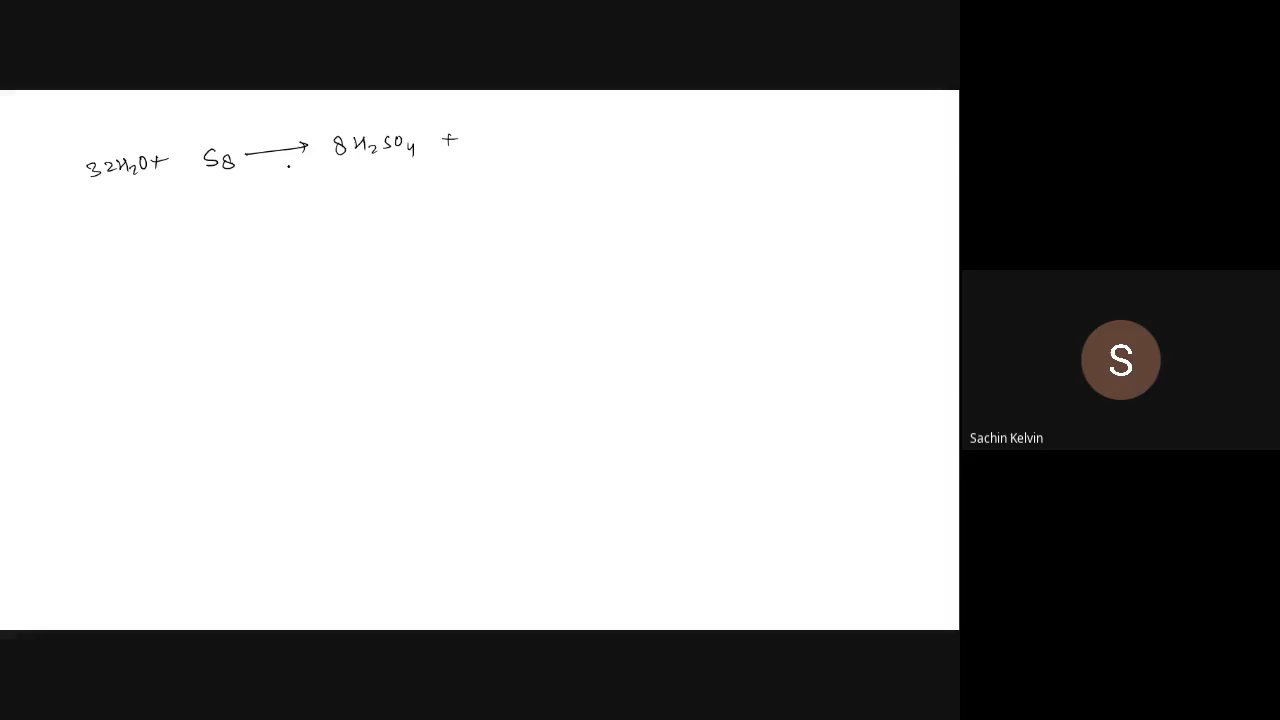 32H₂O + S₈ ⟶ 8H₂SO₄ +
S
Sachin Kelvin